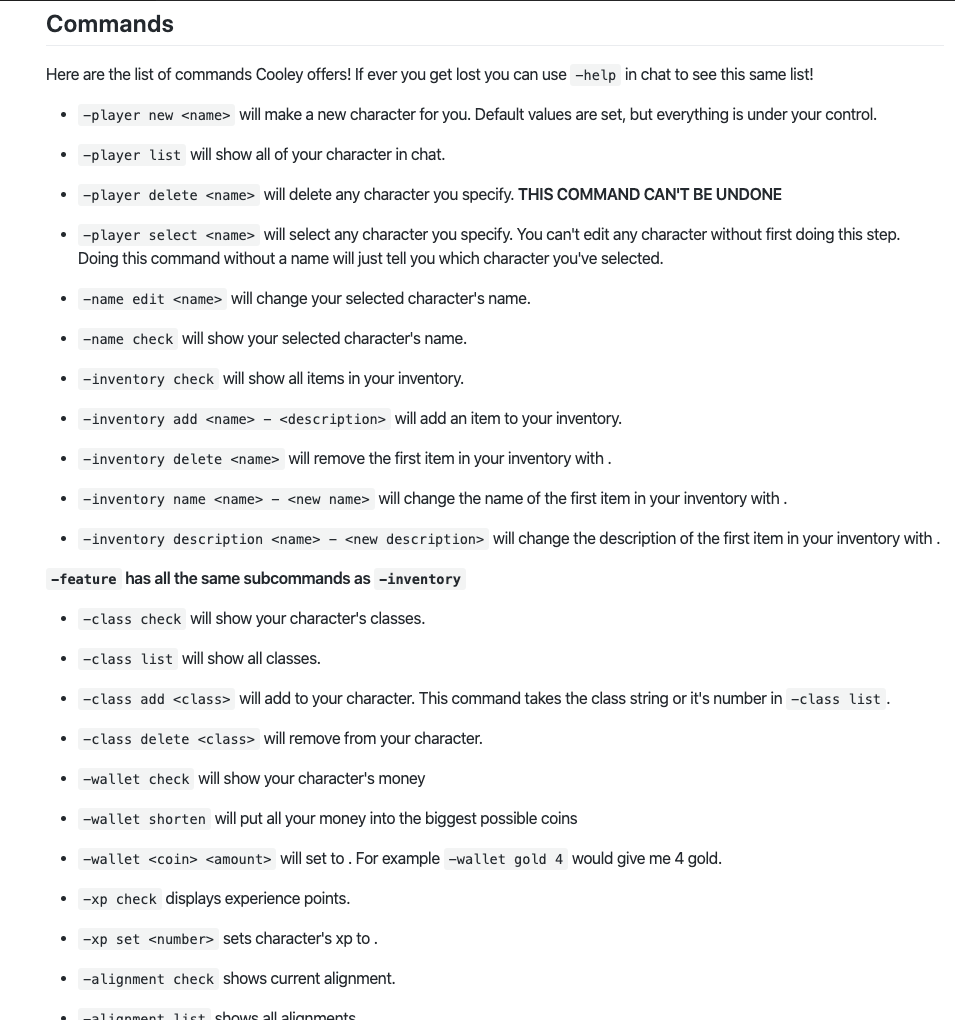 Commands
Here are the list of commands Cooley offers! If ever you get lost you can use -help in chat to see this same list!
-player new <name> will make a new character for you. Default values are set, but everything is under your control.
-player list will show all of your character in chat.
-player delete <name> will delete any character you specify. THIS COMMAND CAN'T BE UNDONE
-player select <name> will select any character you specify. You can't edit any character without first doing this step.
Doing this command without a name will just tell you which character you've selected.
-name edit <name> will change your selected character's name.
-name check will show your selected character's name.
-inventory check will show all items in your inventory.
-inventory add <name> - <description> will add an item to your inventory.
-inventory delete <name> will remove the first item in your inventory with .
-inventory name <name> - <new name> will change the name of the first item in your inventory with .
-inventory description <name> - <new description> will change the description of the first item in your inventory with .
-feature has all the same subcommands as -inventory
-class check will show your character's classes.
-class list will show all classes.
-class add <class> will add to your character. This command takes the class string or it's number in -class list .
-class delete <class> will remove from your character.
-wallet check will show your character's money
-wallet shorten will put all your money into the biggest possible coins
-wallet <coin> <amount> will set to . For example -wallet gold 4 would give me 4 gold.
-xp check displays experience points.
-xp set <number> sets character's xp to .
-alignment check shows current alignment.
-alignment list shows all alignments